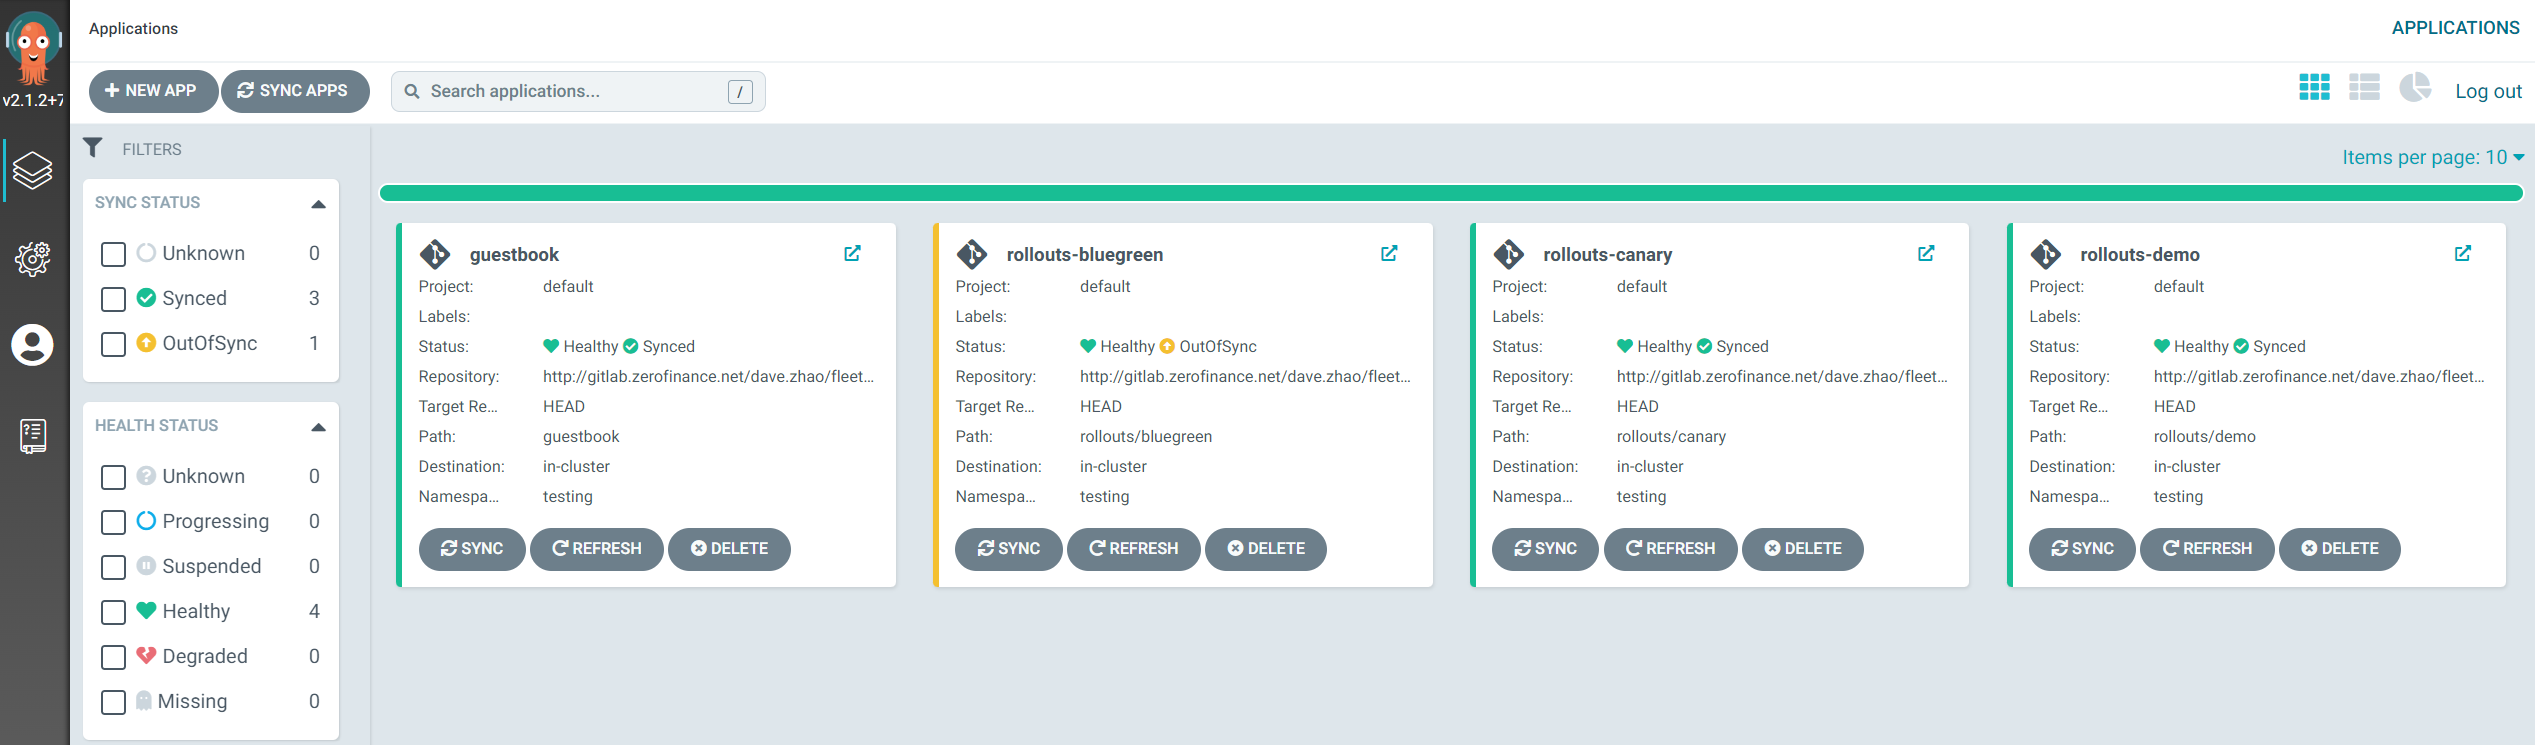 Applications
APPLICATIONS
v2.1.2+7
NEW APP
SYNC APPS
Search applications...
/
Log out
FILTERS
Items per page: 10
SYNC STATUS
Unknown 0
Synced 3
OutOfSync 1
HEALTH STATUS
Unknown 0
Progressing 0
Suspended 0
Healthy 4
Degraded 0
Missing 0
guestbook
Project: default
Labels:
Status: Healthy Synced
Repository: http://gitlab.zerofinance.net/dave.zhao/fleet...
Target Re... HEAD
Path: guestbook
Destination: in-cluster
Namespa... testing
SYNC REFRESH DELETE
rollouts-bluegreen
Project: default
Labels:
Status: Healthy OutOfSync
Repository: http://gitlab.zerofinance.net/dave.zhao/fleet...
Target Re... HEAD
Path: rollouts/bluegreen
Destination: in-cluster
Namespa... testing
SYNC REFRESH DELETE
rollouts-canary
Project: default
Labels:
Status: Healthy Synced
Repository: http://gitlab.zerofinance.net/dave.zhao/fleet...
Target Re... HEAD
Path: rollouts/canary
Destination: in-cluster
Namespa... testing
SYNC REFRESH DELETE
rollouts-demo
Project: default
Labels:
Status: Healthy Synced
Repository: http://gitlab.zerofinance.net/dave.zhao/fleet...
Target Re... HEAD
Path: rollouts/demo
Destination: in-cluster
Namespa... testing
SYNC REFRESH DELETE